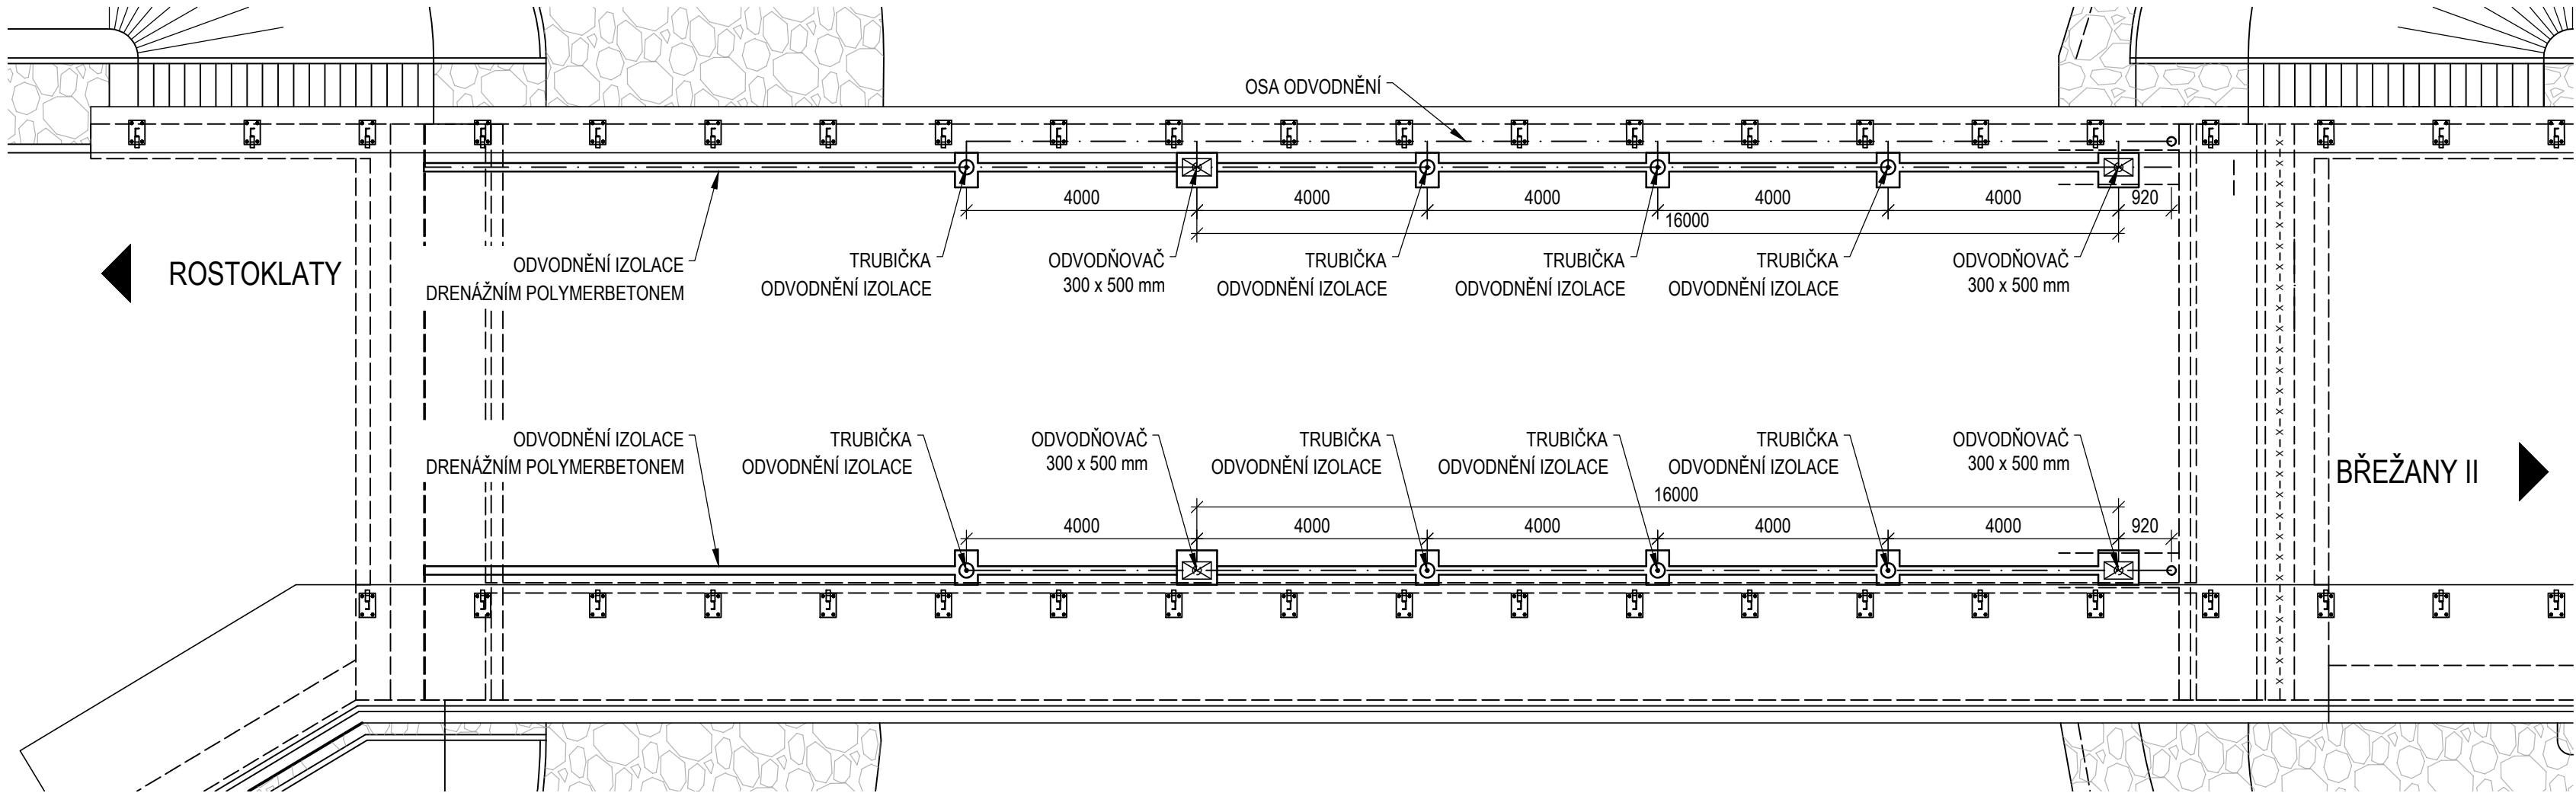 OSA ODVODNĚNÍ
4000
4000
4000
4000
4000
920
16000
ROSTOKLATY
ODVODNĚNÍ IZOLACE
DRENÁŽNÍM POLYMERBETONEM
TRUBIČKA
ODVODNĚNÍ IZOLACE
ODVODŇOVAČ
300 x 500 mm
TRUBIČKA
ODVODNĚNÍ IZOLACE
TRUBIČKA
ODVODNĚNÍ IZOLACE
TRUBIČKA
ODVODNĚNÍ IZOLACE
ODVODŇOVAČ
300 x 500 mm
ODVODNĚNÍ IZOLACE
DRENÁŽNÍM POLYMERBETONEM
TRUBIČKA
ODVODNĚNÍ IZOLACE
ODVODŇOVAČ
300 x 500 mm
TRUBIČKA
ODVODNĚNÍ IZOLACE
TRUBIČKA
ODVODNĚNÍ IZOLACE
TRUBIČKA
ODVODNĚNÍ IZOLACE
ODVODŇOVAČ
300 x 500 mm
BŘEŽANY II
16000
4000
4000
4000
4000
4000
920